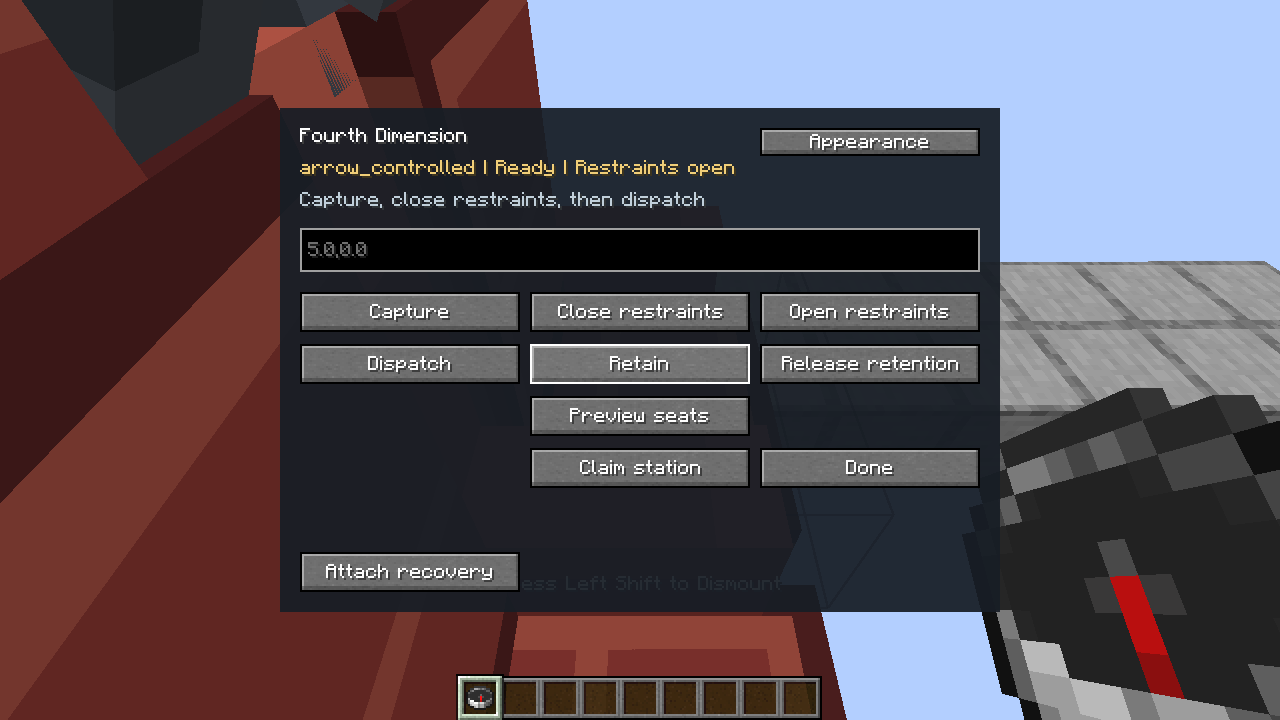 Fourth Dimension
Appearance
arrow_controlled | Ready | Restraints open
Capture, close restraints, then dispatch
5.0,0.0
Capture
Close restraints
Open restraints
Dispatch
Retain
Release retention
Preview seats
Claim station
Done
Attach recovery
Left Shift to Dismount